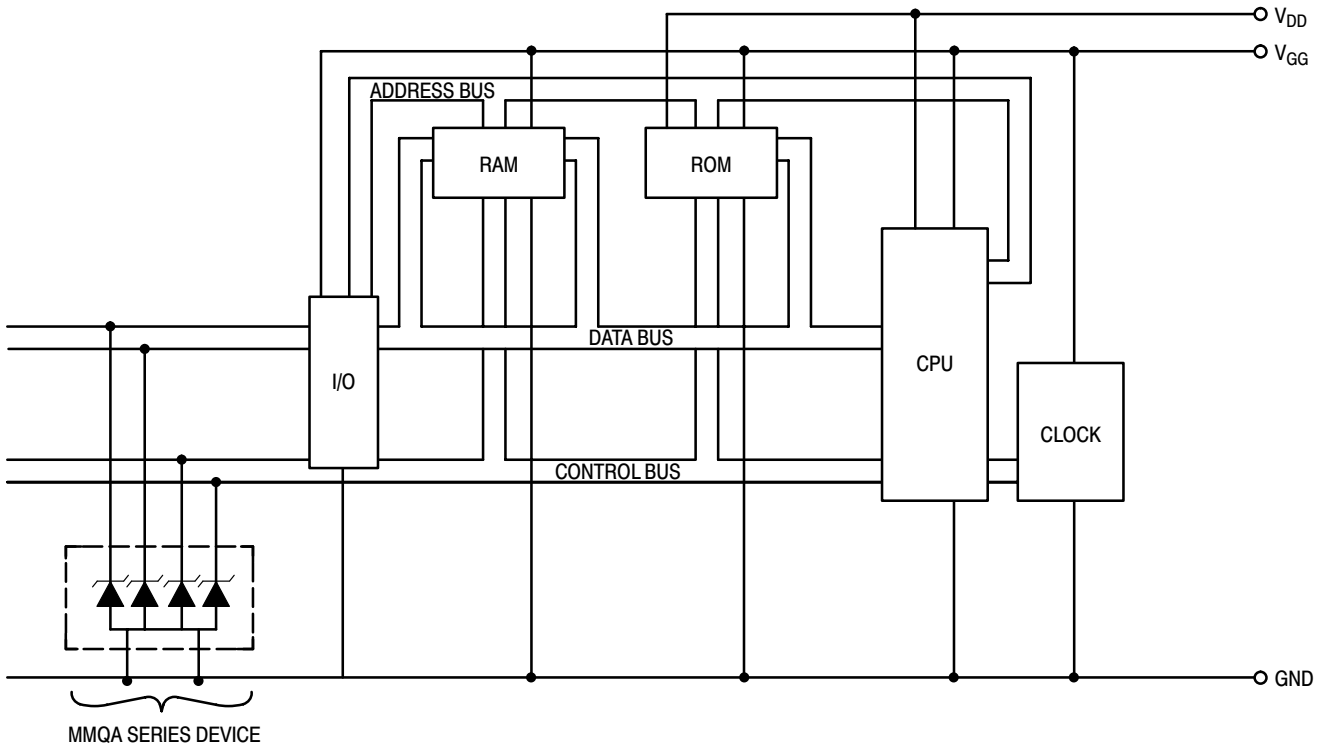 V_DD
V_GG
ADDRESS BUS
RAM
ROM
DATA BUS
I/O
CPU
CLOCK
CONTROL BUS
GND
MMQA SERIES DEVICE